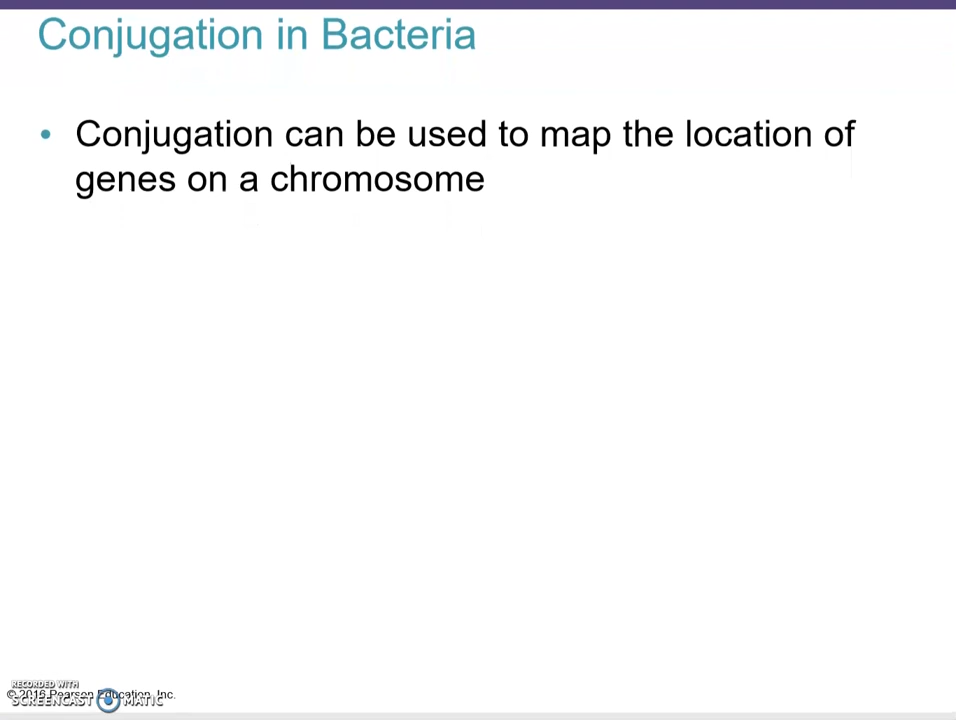 Conjugation in Bacteria
• Conjugation can be used to map the location of
genes on a chromosome
RECORDED WITH
© 2016 Pearson Education, Inc.
SCREENCAST MATIC